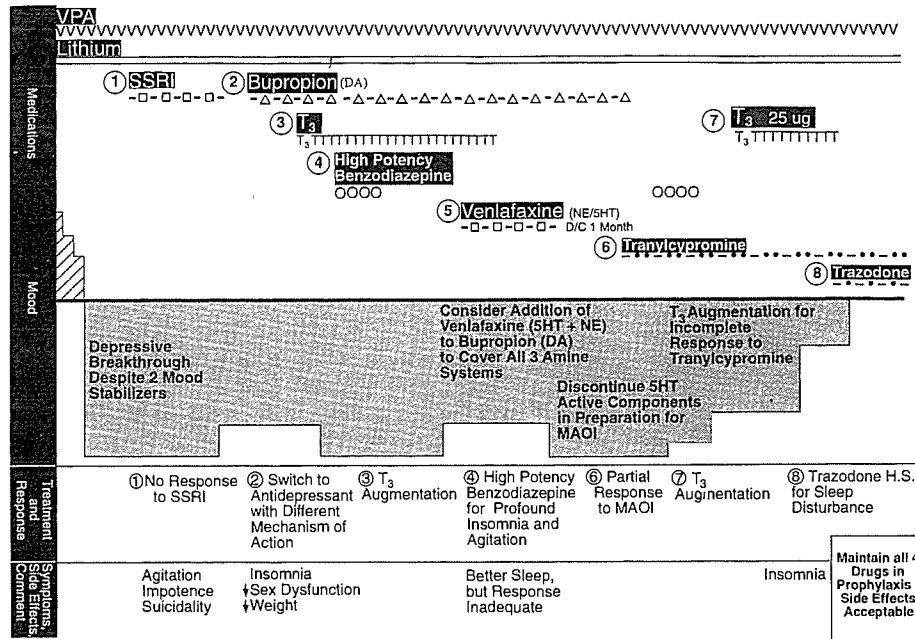 VPA
Lithium
Medications
① SSRI
② Bupropion (DA)
③ T3
T3
④ High Potency
Benzodiazepine
⑤ Venlafaxine (NE/5HT)
D/C 1 Month
⑥ Tranylcypromine
⑦ T3 25 ug
T3
⑧ Trazodone
Mood
Depressive
Breakthrough
Despite 2 Mood
Stabilizers
Consider Addition of
Venlafaxine (5HT + NE)
to Bupropion (DA)
to Cover All 3 Amine
Systems
Discontinue 5HT
Active Components
in Preparation for
MAOI
T3 Augmentation for
Incomplete
Response to
Tranylcypromine
Treatment
and
Response
① No Response
to SSRI
② Switch to
Antidepressant
with Different
Mechanism of
Action
③ T3
Augmentation
④ High Potency
Benzodiazepine
for Profound
Insomnia and
Agitation
⑥ Partial
Response
to MAOI
⑦ T3
Augmentation
⑧ Trazodone H.S.
for Sleep
Disturbance
Symptoms,
Side Effects,
Comment
Agitation
Impotence
Suicidality
Insomnia
↓Sex Dysfunction
↓Weight
Better Sleep,
but Response
Inadequate
Insomnia
Maintain all 4
Drugs in
Prophylaxis
Side Effects
Acceptable